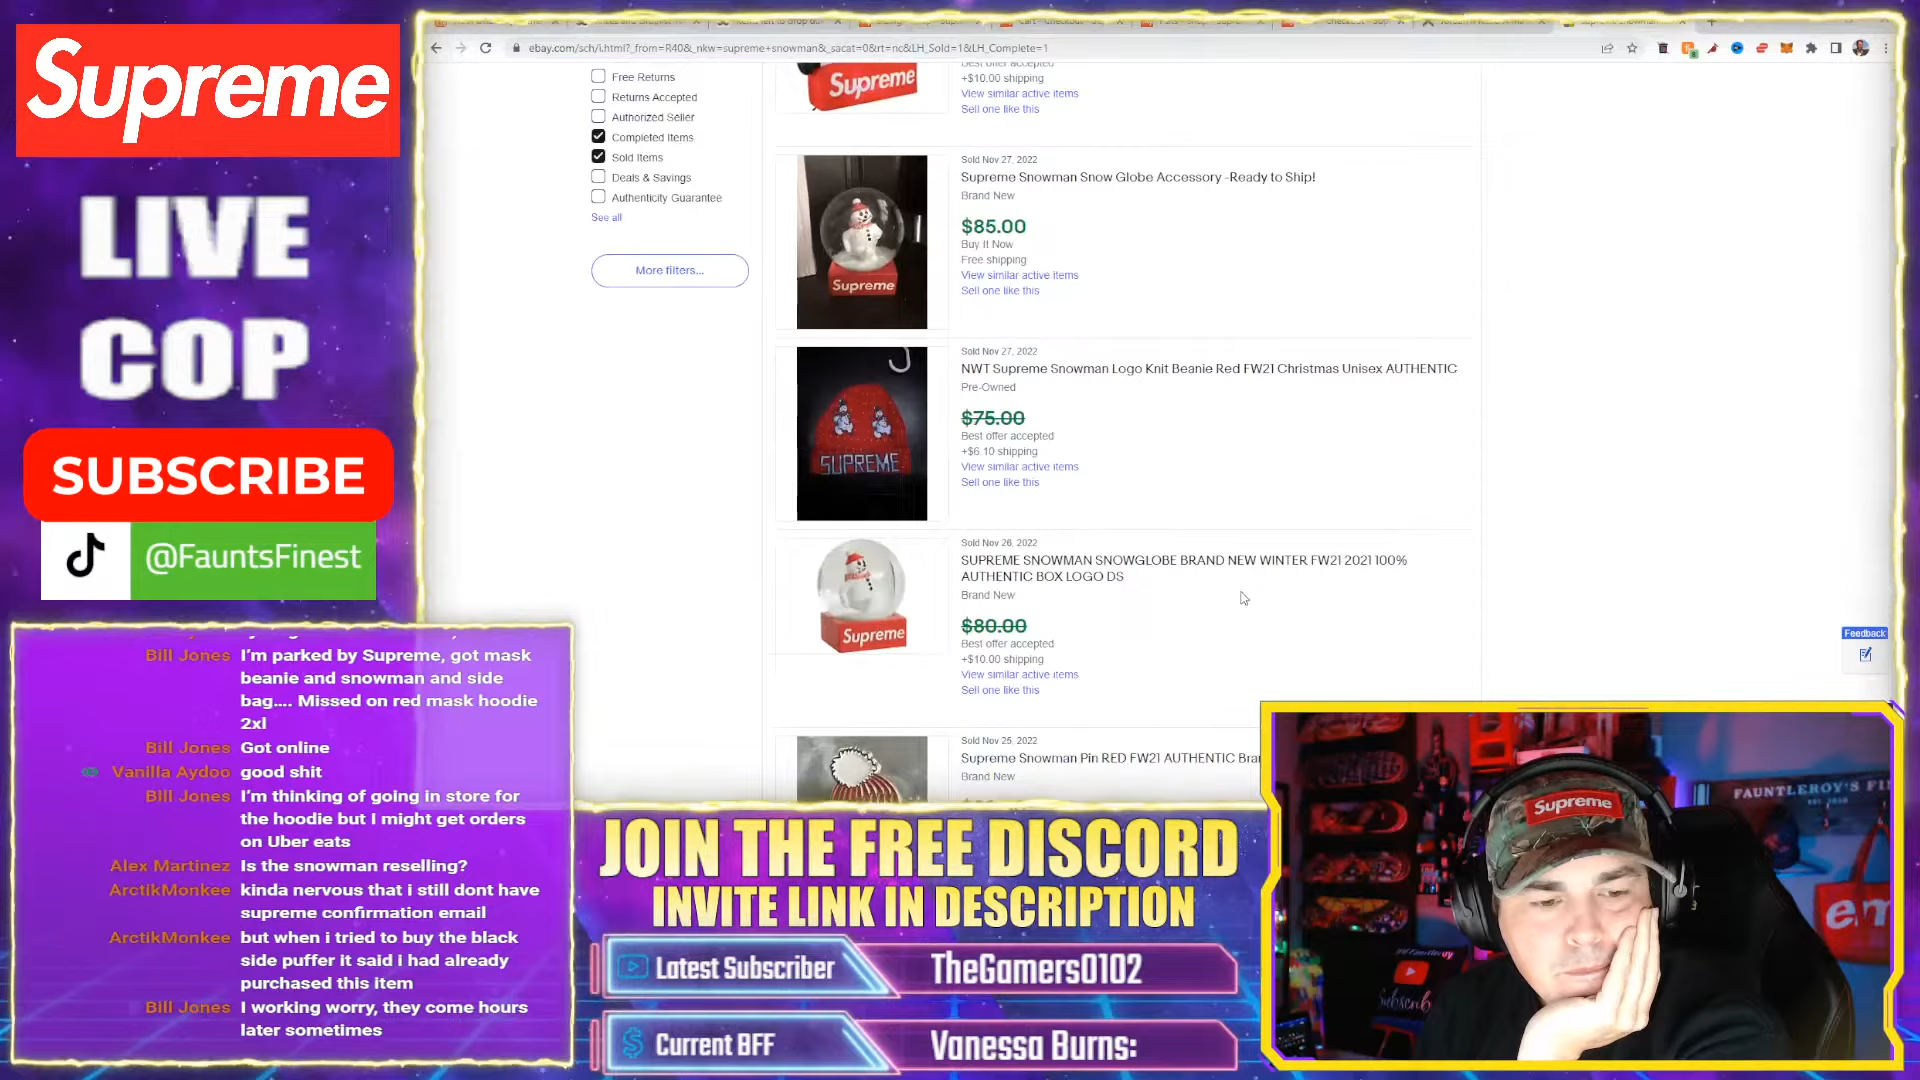 Supreme
LIVE
COP
SUBSCRIBE
@FauntsFinest
Bill Jones I'm parked by Supreme, got mask
beanie and snowman and side
bag.... Missed on red mask hoodie
2xl
Bill Jones Got online
Vanilla Aydoo good shit
Bill Jones I'm thinking of going in store for
the hoodie but I might get orders
on Uber eats
Alex Martinez Is the snowman reselling?
ArctikMonkee kinda nervous that i still dont have
supreme confirmation email
ArctikMonkee but when i tried to buy the black
side puffer it said i had already
purchased this item
Bill Jones I working worry, they come hours
later sometimes
ebay.com/sch/i.html?_from=R40&_nkw=supreme+snowman&_sacat=0&rt=nc&LH_Sold=1&LH_Complete=1
Free Returns
Returns Accepted
Authorized Seller
Completed Items
Sold Items
Deals & Savings
Authenticity Guarantee
See all
More filters...
Supreme
Best offer accepted
+$10.00 shipping
View similar active items
Sell one like this
Supreme
Sold Nov 27, 2022
Supreme Snowman Snow Globe Accessory -Ready to Ship!
Brand New
$85.00
Buy It Now
Free shipping
View similar active items
Sell one like this
SUPREME
Sold Nov 27, 2022
NWT Supreme Snowman Logo Knit Beanie Red FW21 Christmas Unisex AUTHENTIC
Pre-Owned
$75.00
Best offer accepted
+$6.10 shipping
View similar active items
Sell one like this
Supreme
Sold Nov 26, 2022
SUPREME SNOWMAN SNOWGLOBE BRAND NEW WINTER FW21 2021 100%
AUTHENTIC BOX LOGO DS
Brand New
$80.00
Best offer accepted
+$10.00 shipping
View similar active items
Sell one like this
Sold Nov 25, 2022
Supreme Snowman Pin RED FW21 AUTHENTIC
Brand New
Feedback
JOIN THE FREE DISCORD
INVITE LINK IN DESCRIPTION
Latest Subscriber TheGamers0102
Current BFF Vanessa Burns:
Supreme
FAUNTLEROY'S